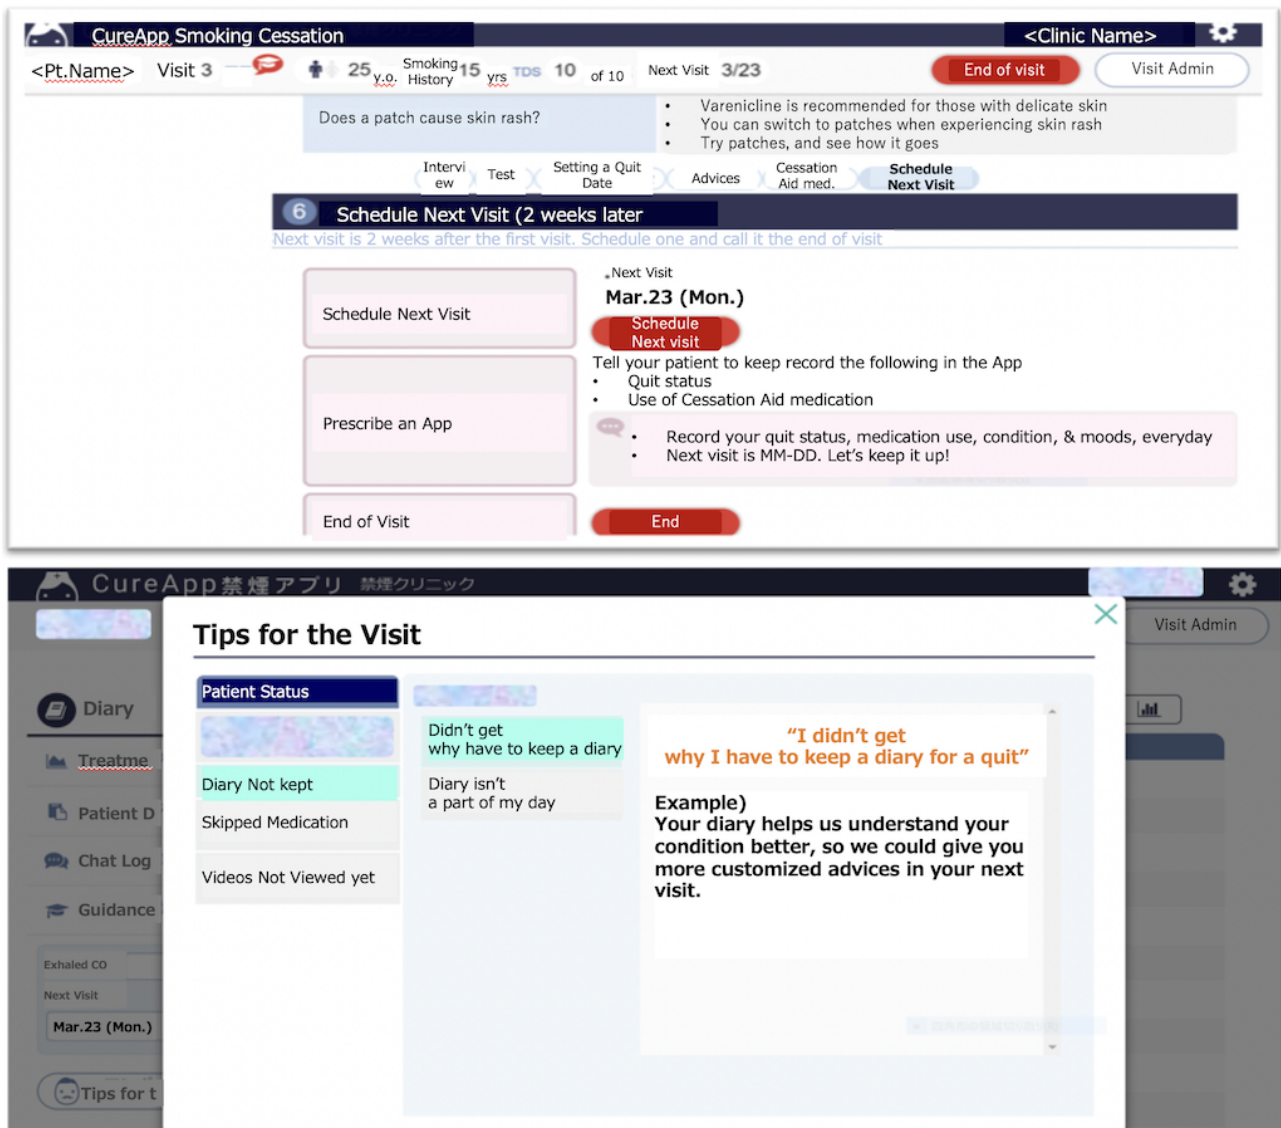 CureApp Smoking Cessation
<Clinic Name>
<Pt.Name> Visit 3 25 y.o. Smoking History 15 yrs TDS 10 of 10 Next Visit 3/23 End of visit Visit Admin
Does a patch cause skin rash?
• Varenicline is recommended for those with delicate skin
• You can switch to patches when experiencing skin rash
• Try patches, and see how it goes
Intervi
ew
Test
Setting a Quit
Date
Advices
Cessation
Aid med.
Schedule
Next Visit
6 Schedule Next Visit (2 weeks later
Next visit is 2 weeks after the first visit. Schedule one and call it the end of visit
Schedule Next Visit
Next Visit
Mar.23 (Mon.)
Schedule
Next visit
Prescribe an App
Tell your patient to keep record the following in the App
• Quit status
• Use of Cessation Aid medication
• Record your quit status, medication use, condition, & moods, everyday
• Next visit is MM-DD. Let's keep it up!
End of Visit
End
CureApp禁煙アプリ 禁煙クリニック
Visit Admin
Tips for the Visit
Diary
Treatme
Patient D
Chat Log
Guidance
Exhaled CO
Next Visit
Mar.23 (Mon.)
Tips for t
Patient Status
Diary Not kept
Skipped Medication
Videos Not Viewed yet
Didn't get
why have to keep a diary
Diary isn't
a part of my day
"I didn't get
why I have to keep a diary for a quit"
Example)
Your diary helps us understand your
condition better, so we could give you
more customized advices in your next
visit.